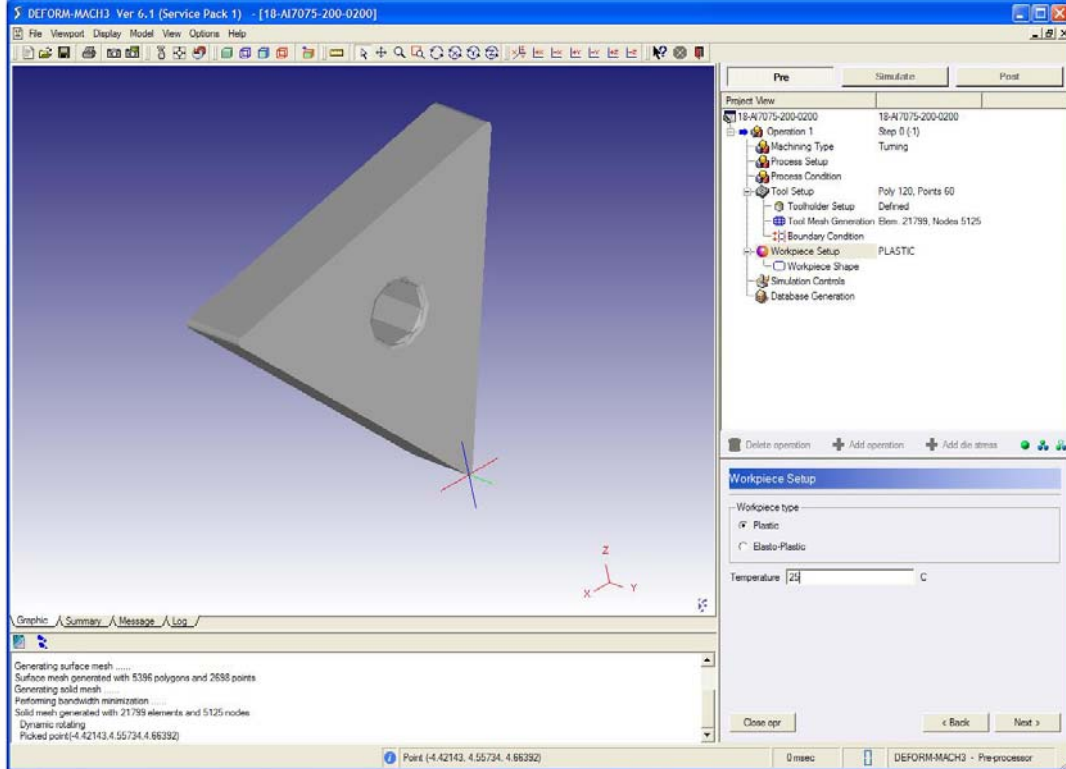 DEFORM-MACH3 Ver 6.1 (Service Pack 1) - [18-Al7075-200-0200]
File Viewport Display Model View Options Help
Pre Simulate Post
Project View
18-Al7075-200-0200 18-Al7075-200-0200
Operation 1 Step 0 (-1)
Machining Type Turning
Process Setup
Process Condition
Tool Setup Poly 120, Points 60
Toolholder Setup Defined
Tool Mesh Generation Elem. 21799, Nodes 5125
Boundary Condition
Workpiece Setup PLASTIC
Workpiece Shape
Simulation Controls
Database Generation
Delete operation Add operation Add die stress
Workpiece Setup
Workpiece type
Plastic
Elasto-Plastic
Temperature 25 C
Z
X Y
Graphic Summary Message Log
Generating surface mesh ......
Surface mesh generated with 5396 polygons and 2698 points
Generating solid mesh ......
Performing bandwidth minimization ......
Solid mesh generated with 21799 elements and 5125 nodes
Dynamic rotating
Picked point(-4.42143,4.55734,4.66392)
Close opr < Back Next >
Point (-4.42143, 4.55734, 4.66392) 0 msec DEFORM-MACH3 - Pre-processor